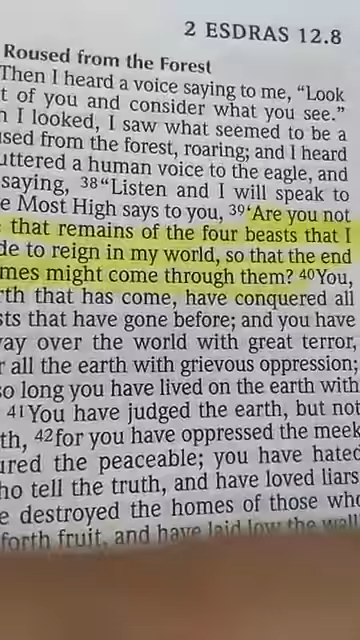 2 ESDRAS 12.8
Roused from the Forest
Then I heard a voice saying to me, “Look
t of you and consider what you see.”
I looked, I saw what seemed to be a
used from the forest, roaring; and I heard
uttered a human voice to the eagle, and
saying, 38“Listen and I will speak to
e Most High says to you, 39‘Are you not
that remains of the four beasts that I
de to reign in my world, so that the end
mes might come through them? 40You,
rth that has come, have conquered all
sts that have gone before; and you have
ay over the world with great terror,
r all the earth with grievous oppression;
so long you have lived on the earth with
41You have judged the earth, but not
th, 42for you have oppressed the meek
ured the peaceable; you have hated
ho tell the truth, and have loved liars
e destroyed the homes of those who
forth fruit, and have laid low the wall